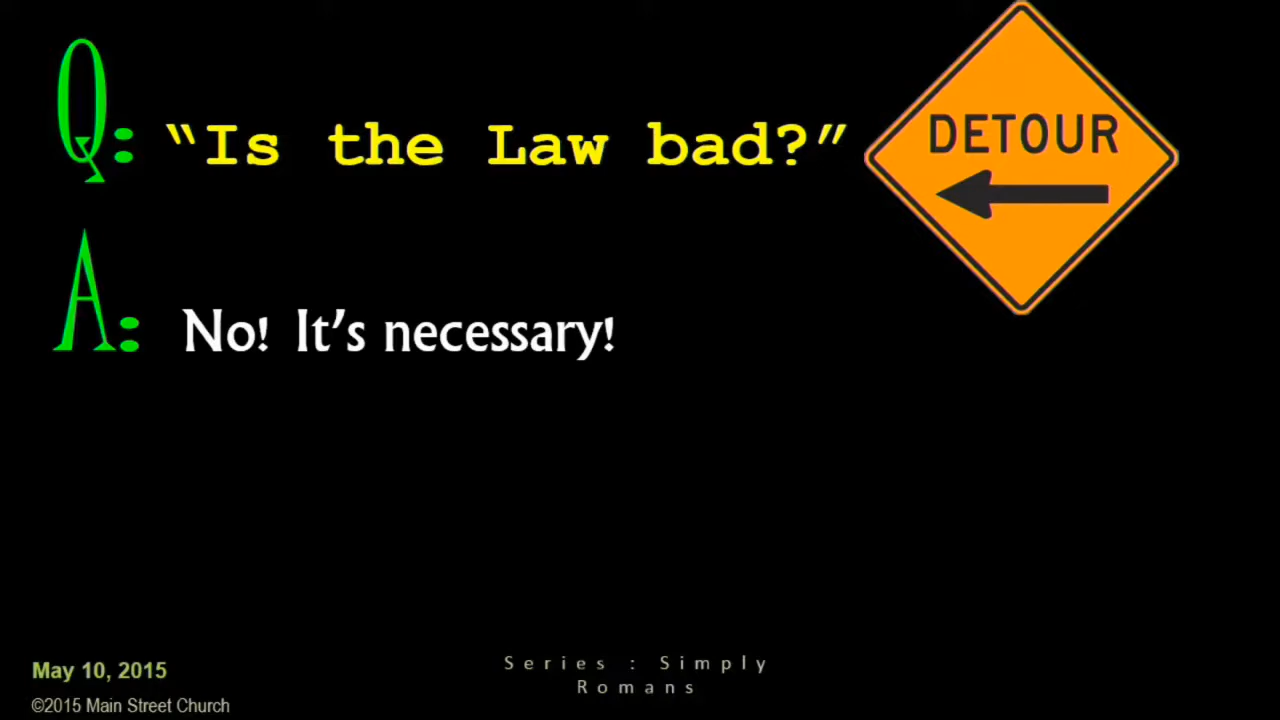 Q: “Is the Law bad?”
DETOUR
A: No! It’s necessary!
May 10, 2015
Series : Simply
Romans
©2015 Main Street Church